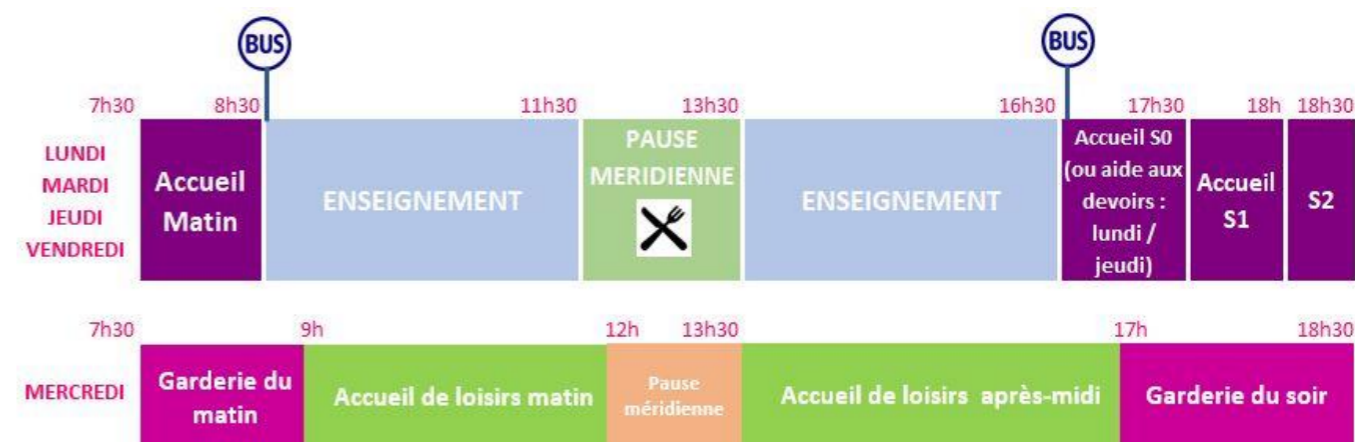 BUS
BUS
7h30 8h30 11h30 13h30 16h30 17h30 18h 18h30
LUNDI
MARDI
JEUDI
VENDREDI
Accueil
Matin
ENSEIGNEMENT
PAUSE
MERIDIENNE
ENSEIGNEMENT
Accueil S0
(ou aide aux
devoirs :
lundi /
jeudi)
Accueil
S1
S2
7h30 9h 12h 13h30 17h 18h30
MERCREDI
Garderie du
matin
Accueil de loisirs matin
Pause
méridienne
Accueil de loisirs après-midi
Garderie du soir